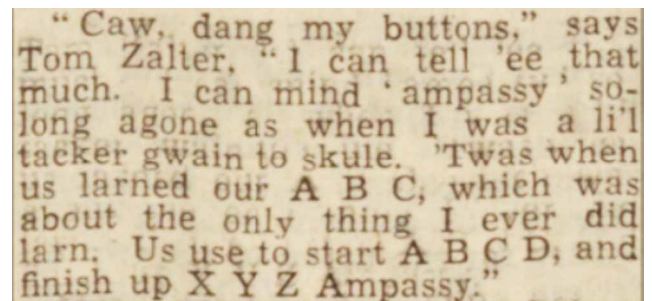 “ Caw, dang my buttons,” says
Tom Zalter, “ I can tell ’ee that
much. I can mind ‘ ampassy ’ so-
long agone as when I was a li’l
tacker gwain to skule. ’Twas when
us larned our A B C, which was
about the only thing I ever did
larn. Us use to start A B C D, and
finish up X Y Z Ampassy.”